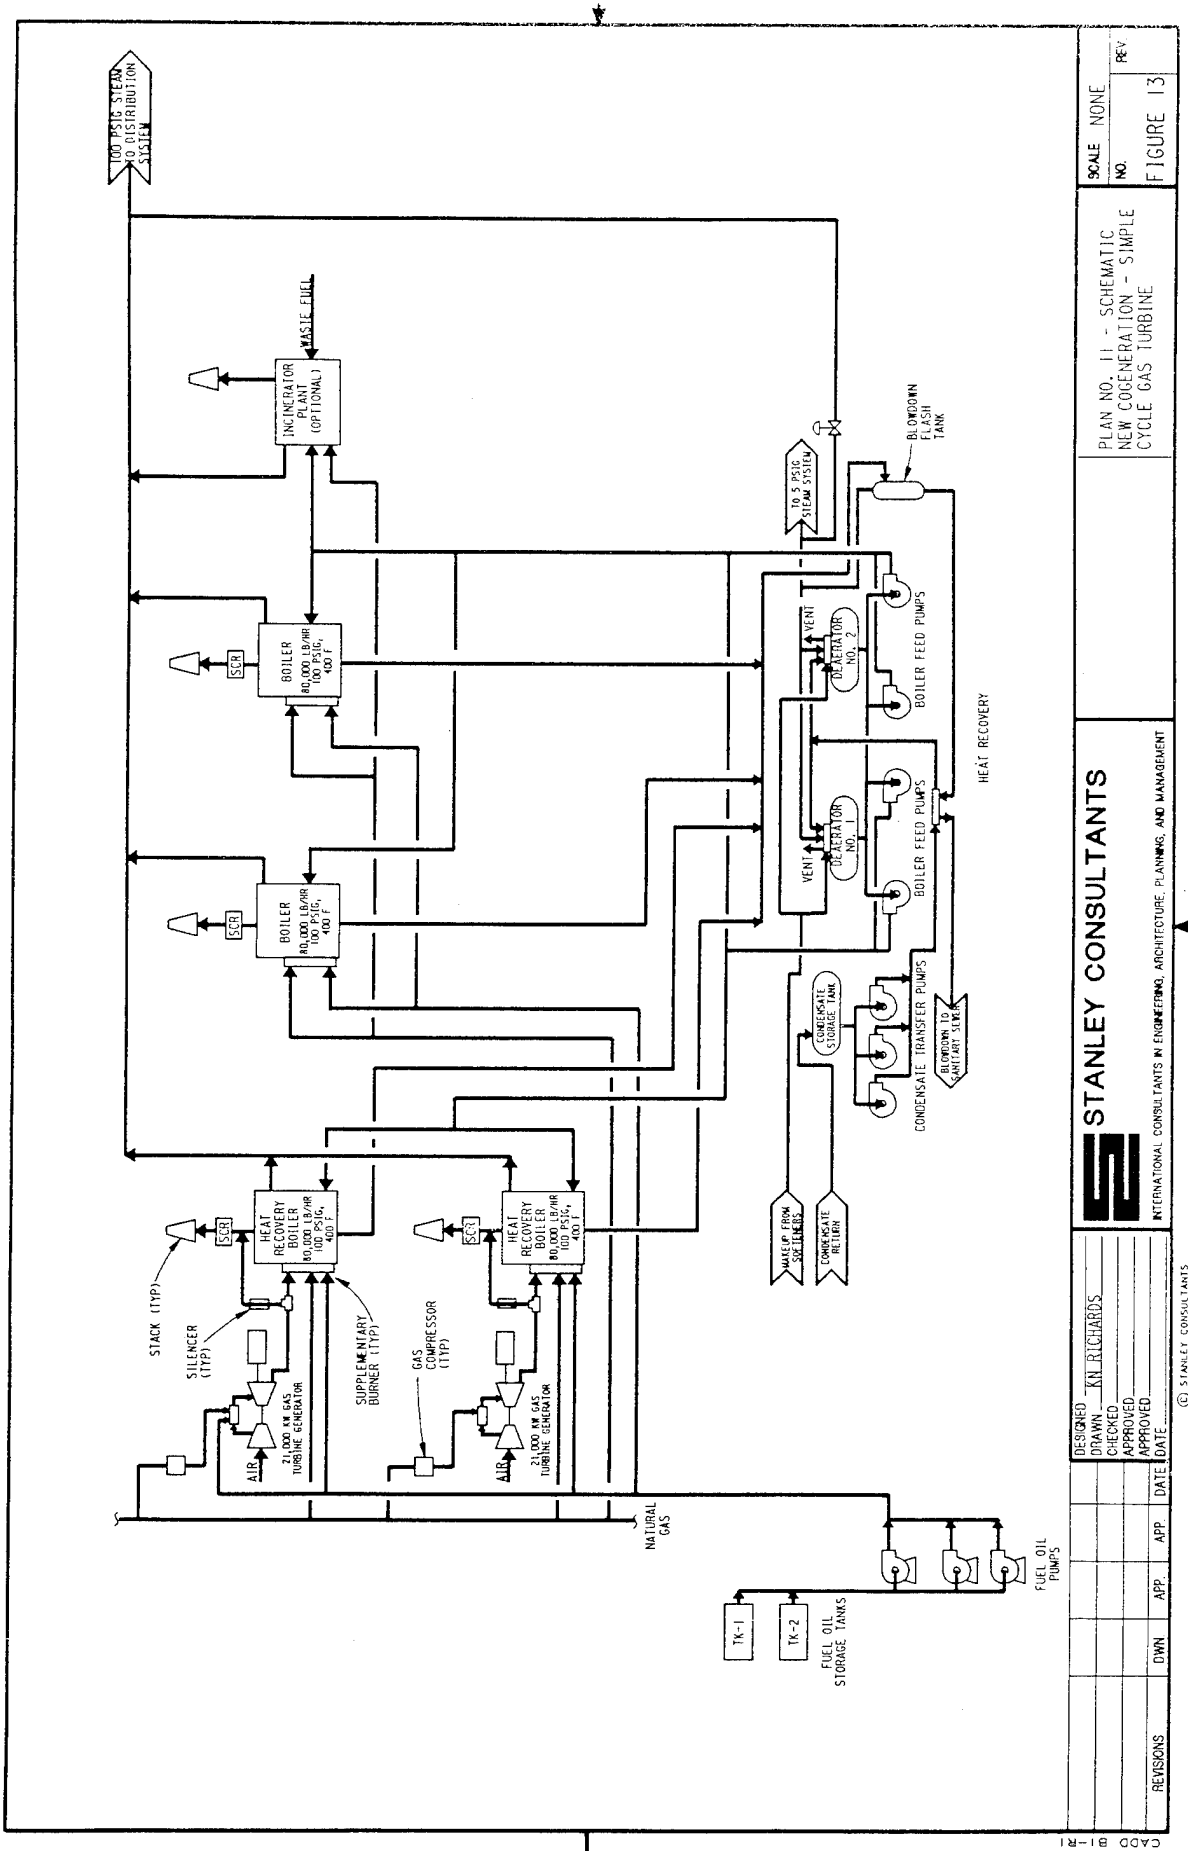 100 PSIG STEAM
TO DISTRIBUTION
SYSTEM
WASTE FUEL
INCINERATOR
PLANT
(OPTIONAL)
SCR
BOILER
80,000 LB/HR
100 PSIG,
400 F
SCR
BOILER
80,000 LB/HR
100 PSIG,
400 F
STACK (TYP)
SCR
HEAT
RECOVERY
BOILER
80,000 LB/HR
100 PSIG,
400 F
SILENCER
(TYP)
SUPPLEMENTARY
BURNER (TYP)
AIR
21,000 KW GAS
TURBINE GENERATOR
SCR
HEAT
RECOVERY
BOILER
80,000 LB/HR
100 PSIG,
400 F
GAS
COMPRESSOR
(TYP)
AIR
21,000 KW GAS
TURBINE GENERATOR
NATURAL
GAS
TK-1
TK-2
FUEL OIL
STORAGE TANKS
FUEL OIL
PUMPS
MAKEUP FROM
SOFTENERS
CONDENSATE
RETURN
CONDENSATE
STORAGE TANK
CONDENSATE TRANSFER PUMPS
BLOWDOWN TO
SANITARY SEWER
VENT
DEAERATOR
NO. 1
BOILER FEED PUMPS
VENT
DEAERATOR
NO. 2
BOILER FEED PUMPS
HEAT RECOVERY
TO 5 PSIG
STEAM SYSTEM
BLOWDOWN
FLASH
TANK
REVISIONS
DWN
APP.
APP.
DATE
DESIGNED
DRAWN KN RICHARDS
CHECKED
APPROVED
APPROVED
DATE
STANLEY CONSULTANTS
INTERNATIONAL CONSULTANTS IN ENGINEERING, ARCHITECTURE, PLANNING, AND MANAGEMENT
PLAN NO. 11 - SCHEMATIC
NEW COGENERATION - SIMPLE
CYCLE GAS TURBINE
SCALE NONE
NO.
REV.
FIGURE 13
© STANLEY CONSULTANTS
CADD B1-R1